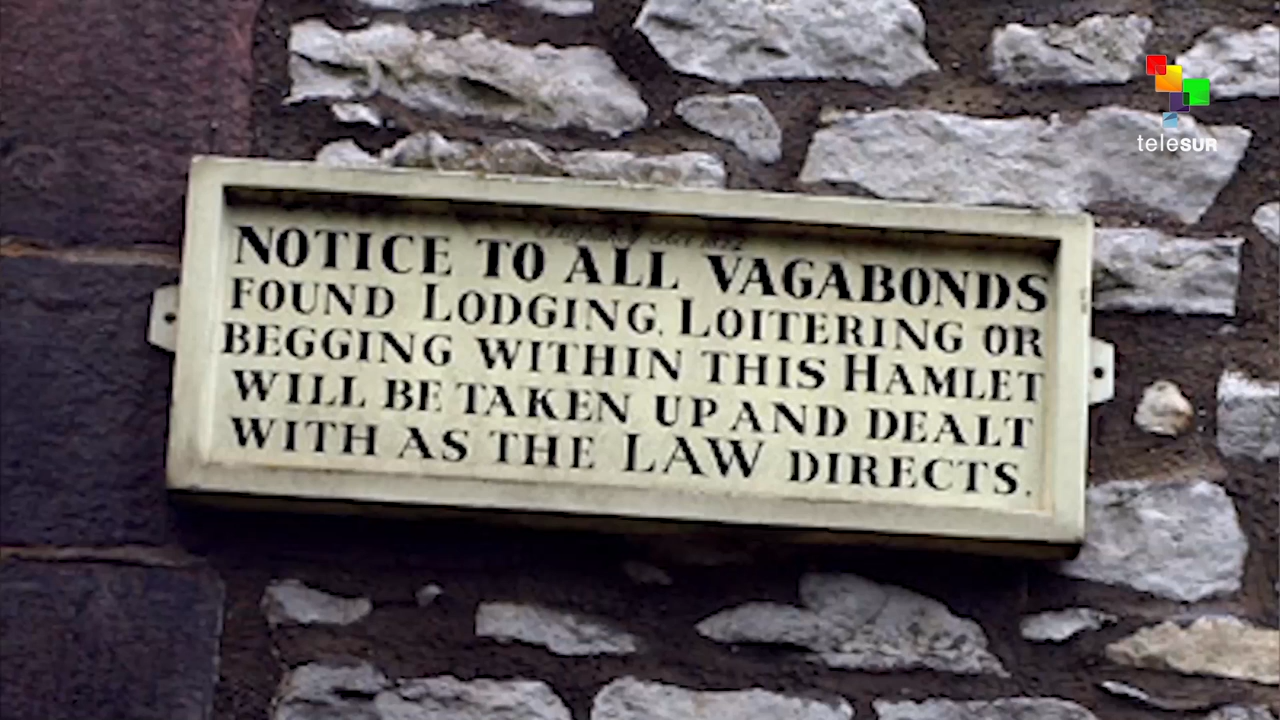 NOTICE TO ALL VAGABONDS
FOUND LODGING, LOITERING OR
BEGGING WITHIN THIS HAMLET
WILL BE TAKEN UP AND DEALT
WITH AS THE LAW DIRECTS.
teleSUR